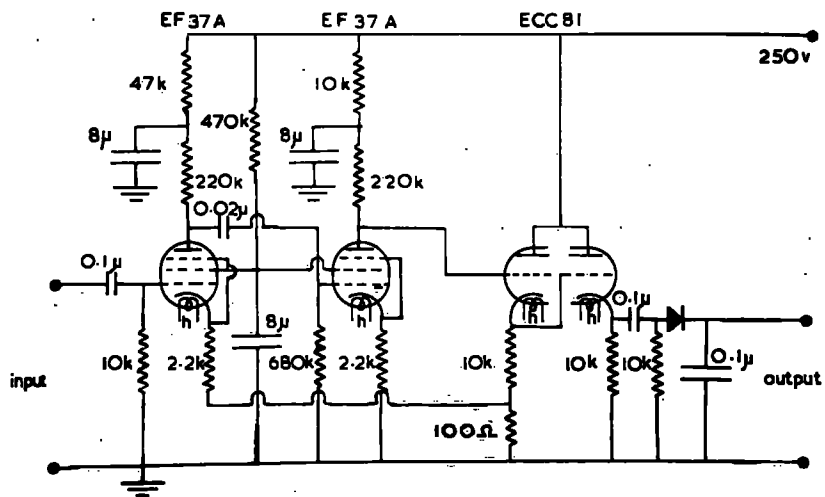 EF 37A
EF 37A
ECC 81
250v
47k
10k
470k
8µ
8µ
220k
220k
0.02µ
0.1µ
h
h
h
h
0.1µ
8µ
10k
2.2k
680k
2.2k
10k
10k
10k
0.1µ
input
output
100Ω